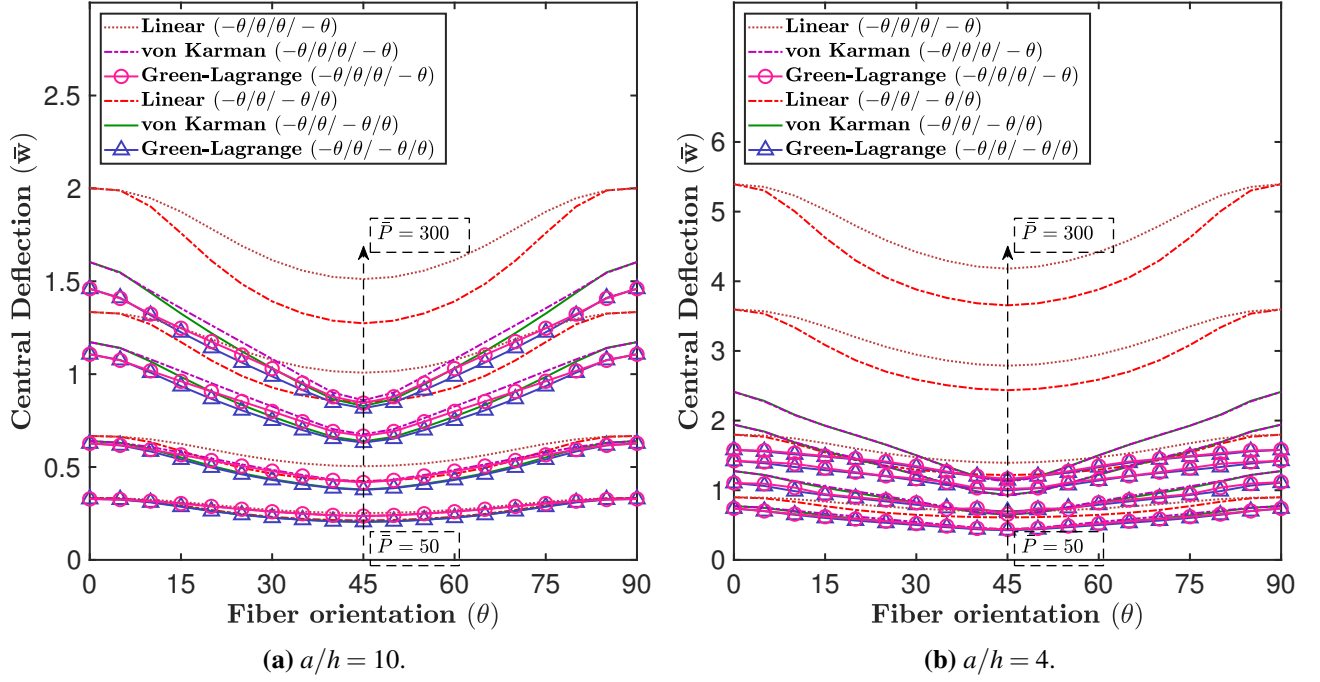 Linear (−θ/θ/θ/ − θ)
von Karman (−θ/θ/θ/ − θ)
Green-Lagrange (−θ/θ/θ/ − θ)
Linear (−θ/θ/ − θ/θ)
von Karman (−θ/θ/ − θ/θ)
Green-Lagrange (−θ/θ/ − θ/θ)
2.5
2
1.5
1
0.5
0
Central Deflection (w̄)
P̄ = 300
P̄ = 50
0 15 30 45 60 75 90
Fiber orientation (θ)
(a) a/h = 10.
Linear (−θ/θ/θ/ − θ)
von Karman (−θ/θ/θ/ − θ)
Green-Lagrange (−θ/θ/θ/ − θ)
Linear (−θ/θ/ − θ/θ)
von Karman (−θ/θ/ − θ/θ)
Green-Lagrange (−θ/θ/ − θ/θ)
6
5
4
3
2
1
0
Central Deflection (w̄)
P̄ = 300
P̄ = 50
0 15 30 45 60 75 90
Fiber orientation (θ)
(b) a/h = 4.